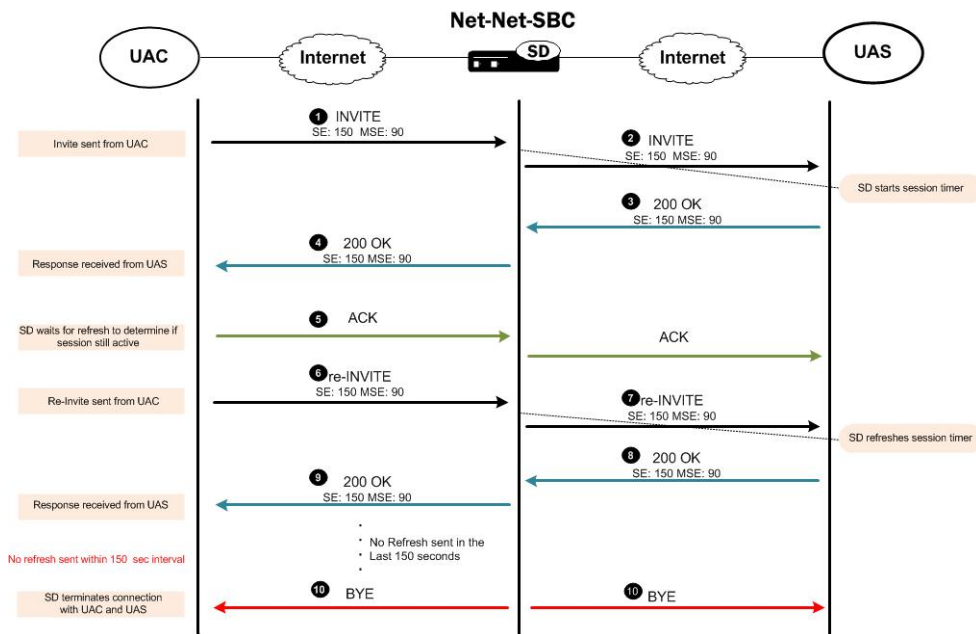 Net-Net-SBC
UAC
Internet
SD
Internet
UAS
1 INVITE
SE: 150 MSE: 90
Invite sent from UAC
2 INVITE
SE: 150 MSE: 90
SD starts session timer
3 200 OK
SE: 150 MSE: 90
4 200 OK
SE: 150 MSE: 90
Response received from UAS
5 ACK
SD waits for refresh to determine if
session still active
ACK
6 re-INVITE
SE: 150 MSE: 90
Re-Invite sent from UAC
7 re-INVITE
SE: 150 MSE: 90
SD refreshes session timer
8 200 OK
SE: 150 MSE: 90
9 200 OK
SE: 150 MSE: 90
Response received from UAS
No Refresh sent in the
Last 150 seconds
No refresh sent within 150 sec interval
10 BYE
10 BYE
SD terminates connection
with UAC and UAS